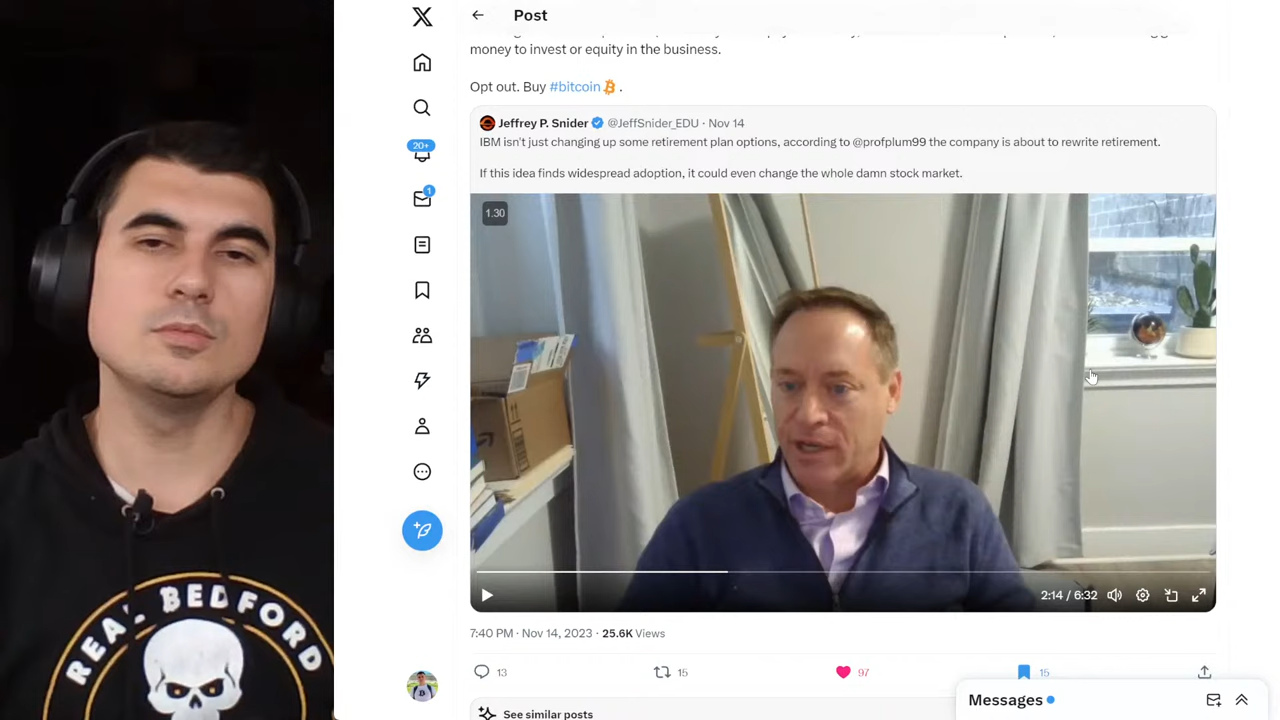 Post
money to invest or equity in the business.
Opt out. Buy #bitcoin .
Jeffrey P. Snider @JeffSnider_EDU · Nov 14
IBM isn't just changing up some retirement plan options, according to @profplum99 the company is about to rewrite retirement.
If this idea finds widespread adoption, it could even change the whole damn stock market.
1.30
20+
1
2:14 / 6:32
7:40 PM · Nov 14, 2023 · 25.6K Views
13
15
97
15
See similar posts
Messages
REAL BEDFORD